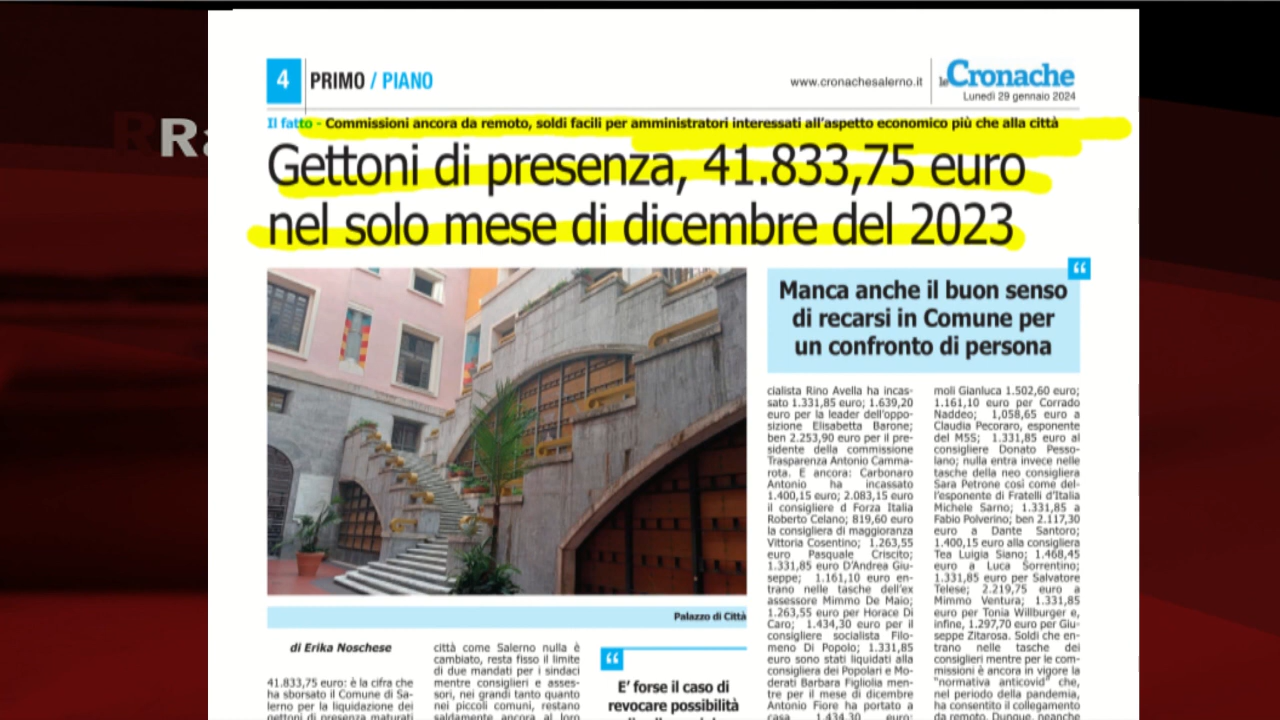 RRa
4 PRIMO / PIANO
www.cronachesalerno.it
le Cronache
Lunedì 29 gennaio 2024
Il fatto - Commissioni ancora da remoto, soldi facili per amministratori interessati all'aspetto economico più che alla città
Gettoni di presenza, 41.833,75 euro
nel solo mese di dicembre del 2023
“
Manca anche il buon senso
di recarsi in Comune per
un confronto di persona
Palazzo di Città
di Erika Noschese
41.833,75 euro: è la cifra che
ha sborsato il Comune di Sa-
lerno per la liquidazione dei
gettoni di presenza maturati
città come Salerno nulla è
cambiato, resta fisso il limite
di due mandati per i sindaci
mentre consiglieri e asses-
sori, nei grandi tanto quanto
nei piccoli comuni, restano
saldamente ancora al loro
“
E' forse il caso di
revocare possibilità
cialista Rino Avella ha incas-
sato 1.331,85 euro; 1.639,20
euro per la leader dell'oppo-
sizione Elisabetta Barone;
ben 2.253,90 euro per il pre-
sidente della commissione
Trasparenza Antonio Camma-
rota. E ancora: Carbonaro
Antonio ha incassato
1.400,15 euro; 2.083,15 euro
il consigliere d Forza Italia
Roberto Celano; 819,60 euro
la consigliera di maggioranza
Vittoria Cosentino; 1.263,55
euro Pasquale Criscito;
1.331,85 euro D'Andrea Giu-
seppe; 1.161,10 euro en-
trano nelle tasche dell'ex
assessore Mimmo De Maio;
1.263,55 per Horace Di
Caro; 1.434,30 euro per il
consigliere socialista Filo-
meno Di Popolo; 1.331,85
euro sono stati liquidati alla
consigliera dei Popolari e Mo-
derati Barbara Figliolia men-
tre per il mese di dicembre
Antonio Fiore ha portato a
casa 1.434,30 euro;
moli Gianluca 1.502,60 euro;
1.161,10 euro per Corrado
Naddeo; 1,058,65 euro a
Claudia Pecoraro, esponente
del M5S; 1.331,85 euro al
consigliere Donato Pesso-
lano; nulla entra invece nelle
tasche della neo consigliera
Sara Petrone così come del-
l'esponente di Fratelli d'Italia
Michele Sarno; 1.331,85 a
Fabio Polverino; ben 2.117,30
euro a Dante Santoro;
1.400,15 euro alla consigliera
Tea Luigia Siano; 1.468,45
euro a Luca Sorrentino;
1.331,85 euro per Salvatore
Telese; 2.219,75 euro a
Mimmo Ventura; 1.331,85
euro per Tonia Willburger e,
infine, 1.297,70 euro per Giu-
seppe Zitarosa. Soldi che en-
trano nelle tasche dei
consiglieri mentre per le com-
missioni è ancora in vigore la
"normativa anticovid" che,
nel periodo della pandemia,
ha consentito il collegamento
da remoto. Dunque, neanche